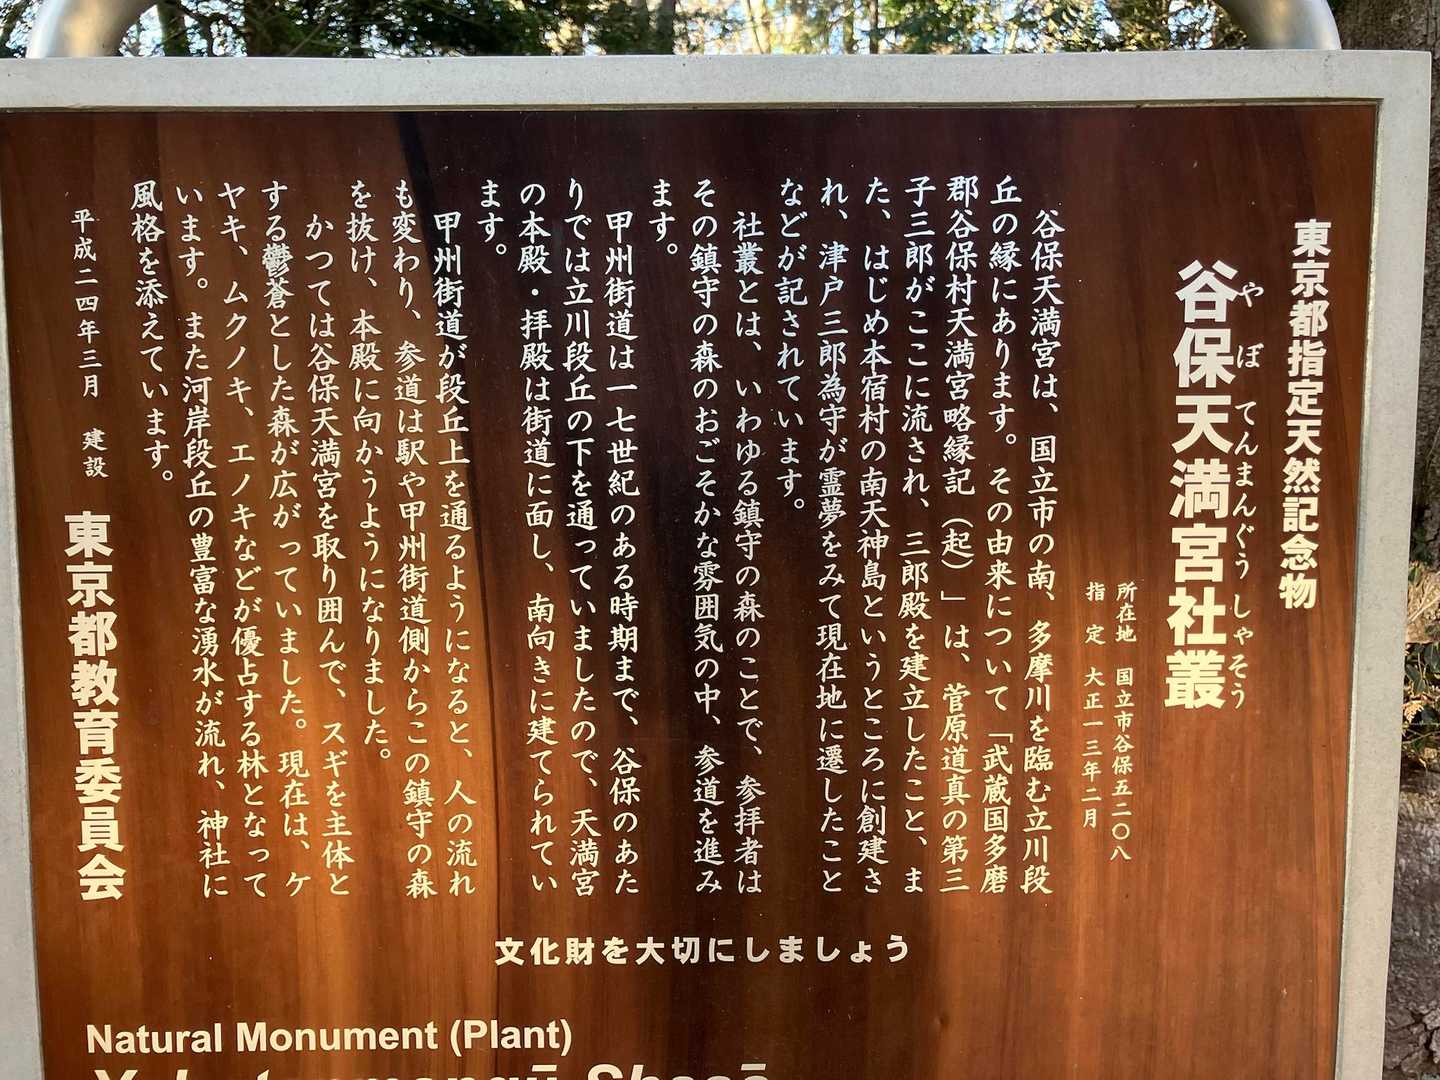 東京都指定天然記念物
谷保天満宮社叢
やぼてんまんぐうしゃそう
所在地 国立市谷保五二〇八
指定 大正一三年二月
谷保天満宮は、国立市の南、多摩川を臨む立川段
丘の縁にあります。その由来について「武蔵国多磨
郡谷保村天満宮略縁記（起）」は、菅原道真の第三
子三郎がここに流され、三郎殿を建立したこと、ま
た、はじめ本宿村の南天神島というところに創建さ
れ、津戸三郎為守が霊夢をみて現在地に遷したこと
などが記されています。
社叢とは、いわゆる鎮守の森のことで、参拝者は
その鎮守の森のおごそかな雰囲気の中、参道を進み
ます。
甲州街道は一七世紀のある時期まで、谷保のあた
りでは立川段丘の下を通っていましたので、天満宮
の本殿・拝殿は街道に面し、南向きに建てられてい
ます。
甲州街道が段丘上を通るようになると、人の流れ
も変わり、参道は駅や甲州街道側からこの鎮守の森
を抜け、本殿に向かうようになりました。
かつては谷保天満宮を取り囲んで、スギを主体と
する鬱蒼とした森が広がっていました。現在は、ケ
ヤキ、ムクノキ、エノキなどが優占する林となって
います。また河岸段丘の豊富な湧水が流れ、神社に
風格を添えています。
平成二四年三月 建設
東京都教育委員会
文化財を大切にしましょう
Natural Monument (Plant)